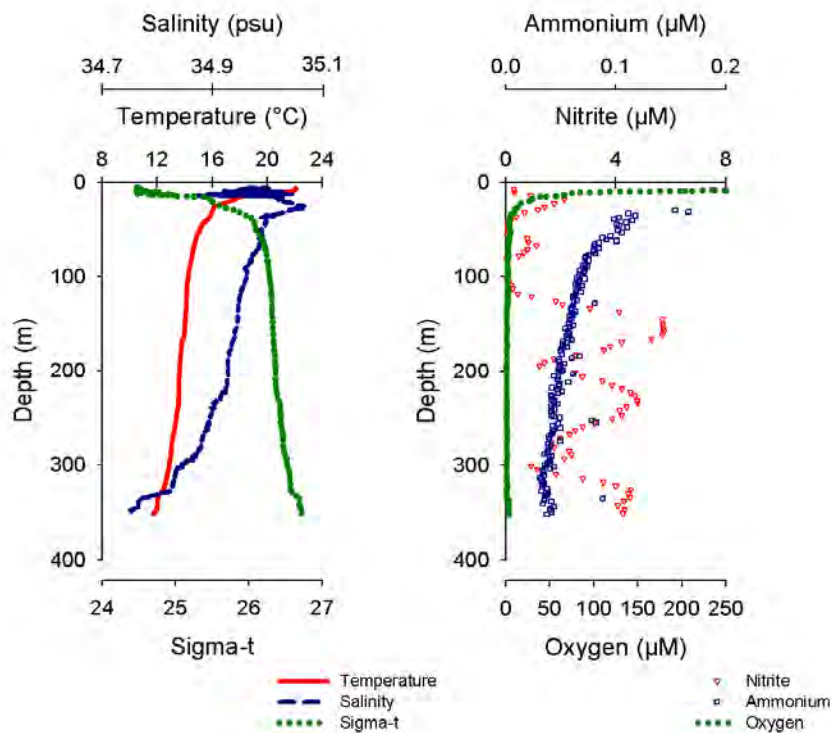 Salinity (psu)
34.7 34.9 35.1
Temperature (°C)
8 12 16 20 24
0
100
200
300
400
Depth (m)
24 25 26 27
Sigma-t
Temperature
Salinity
Sigma-t
Ammonium (µM)
0.0 0.1 0.2
Nitrite (µM)
0 4 8
0
100
200
300
400
Depth (m)
0 50 100 150 200 250
Oxygen (µM)
Nitrite
Ammonium
Oxygen